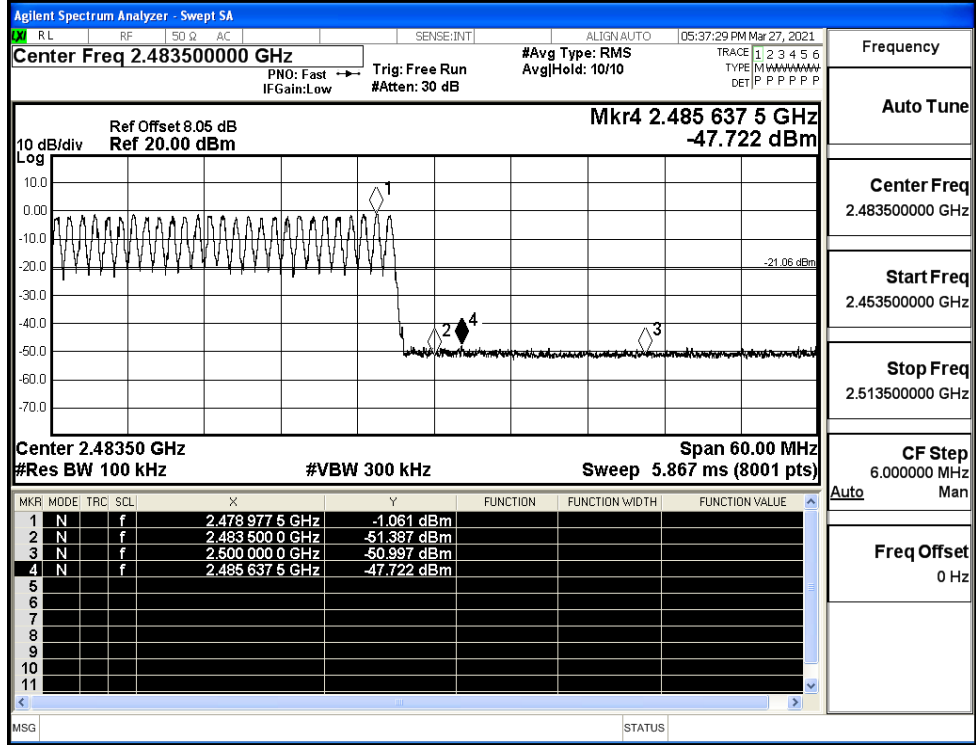 Agilent Spectrum Analyzer - Swept SA
LXI RL RF 50 Ω AC SENSE:INT ALIGN AUTO 05:37:29 PM Mar 27, 2021
Center Freq 2.483500000 GHz
PNO: Fast
IFGain:Low
Trig: Free Run
#Atten: 30 dB
#Avg Type: RMS
Avg|Hold: 10/10
TRACE 1 2 3 4 5 6
TYPE M W W W W W
DET P P P P P P
Mkr4 2.485 637 5 GHz
-47.722 dBm
Ref Offset 8.05 dB
10 dB/div Ref 20.00 dBm
Log
10.0
0.00
-10.0
-20.0
-30.0
-40.0
-50.0
-60.0
-70.0
1
2
4
3
-21.06 dBm
Center 2.48350 GHz Span 60.00 MHz
#Res BW 100 kHz #VBW 300 kHz Sweep 5.867 ms (8001 pts)
MKR MODE TRC SCL X Y FUNCTION FUNCTION WIDTH FUNCTION VALUE
1 N f 2.478 977 5 GHz -1.061 dBm
2 N f 2.483 500 0 GHz -51.387 dBm
3 N f 2.500 000 0 GHz -50.997 dBm
4 N f 2.485 637 5 GHz -47.722 dBm
5
6
7
8
9
10
11
MSG STATUS
Frequency
Auto Tune
Center Freq
2.483500000 GHz
Start Freq
2.453500000 GHz
Stop Freq
2.513500000 GHz
CF Step
6.000000 MHz
Auto Man
Freq Offset
0 Hz